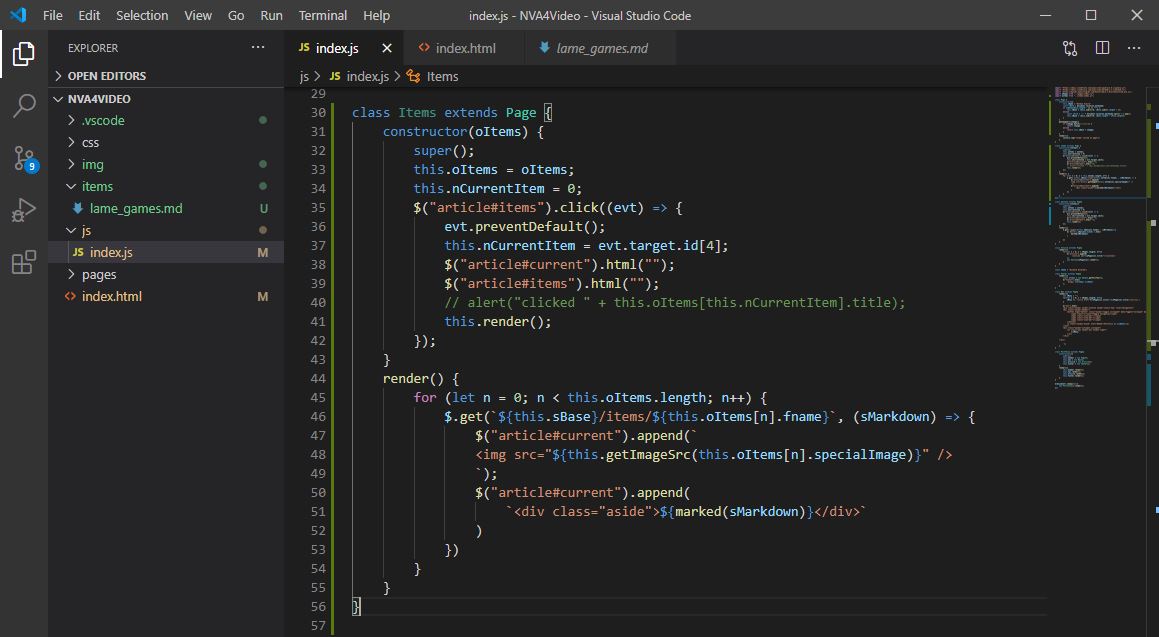 File Edit Selection View Go Run Terminal Help index.js - NVA4Video - Visual Studio Code
EXPLORER ...
OPEN EDITORS
NVA4VIDEO
.vscode
css
img
items
lame_games.md U
js
JS index.js M
pages
<> index.html M
9
JS index.js
<> index.html
lame_games.md
...
js > JS index.js > Items
29
30 class Items extends Page {
31     constructor(oItems) {
32         super();
33         this.oItems = oItems;
34         this.nCurrentItem = 0;
35         $("article#items").click((evt) => {
36             evt.preventDefault();
37             this.nCurrentItem = evt.target.id[4];
38             $("article#current").html("");
39             $("article#items").html("");
40             // alert("clicked " + this.oItems[this.nCurrentItem].title);
41             this.render();
42         });
43     }
44     render() {
45         for (let n = 0; n < this.oItems.length; n++) {
46             $.get(`${this.sBase}/items/${this.oItems[n].fname}`, (sMarkdown) => {
47                 $("article#current").append(`
48                 <img src="${this.getImageSrc(this.oItems[n].specialImage)}" />
49                 `);
50                 $("article#current").append(
51                     `<div class="aside">${marked(sMarkdown)}</div>`
52                 )
53             })
54         }
55     }
56 }
57